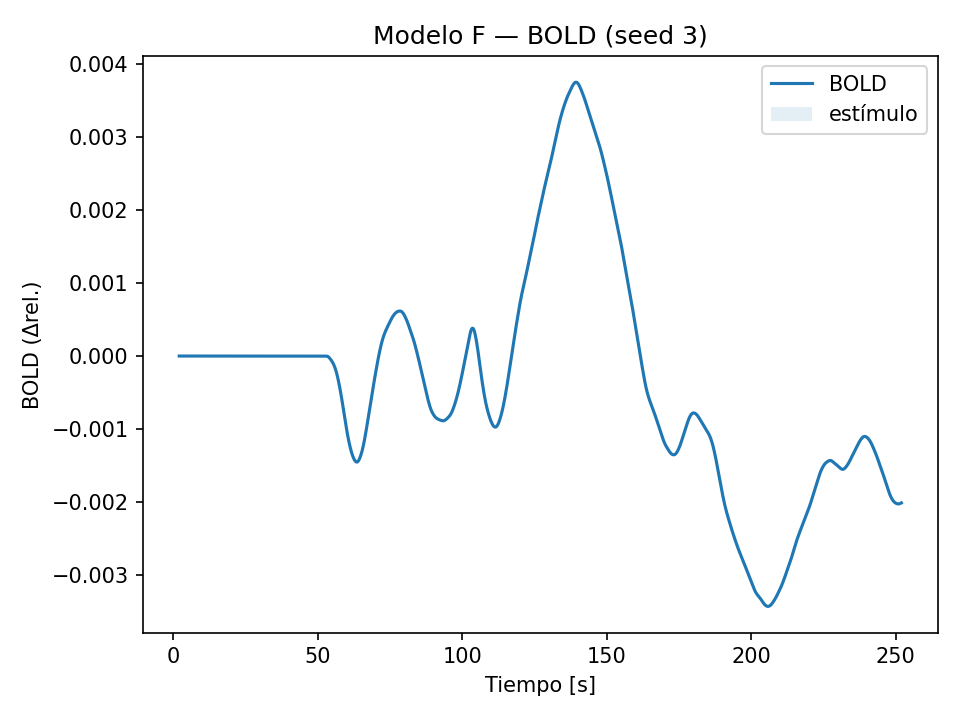 Modelo F — BOLD (seed 3)
BOLD
estímulo
BOLD (Δrel.)
0.004
0.003
0.002
0.001
0.000
−0.001
−0.002
−0.003
0 50 100 150 200 250
Tiempo [s]